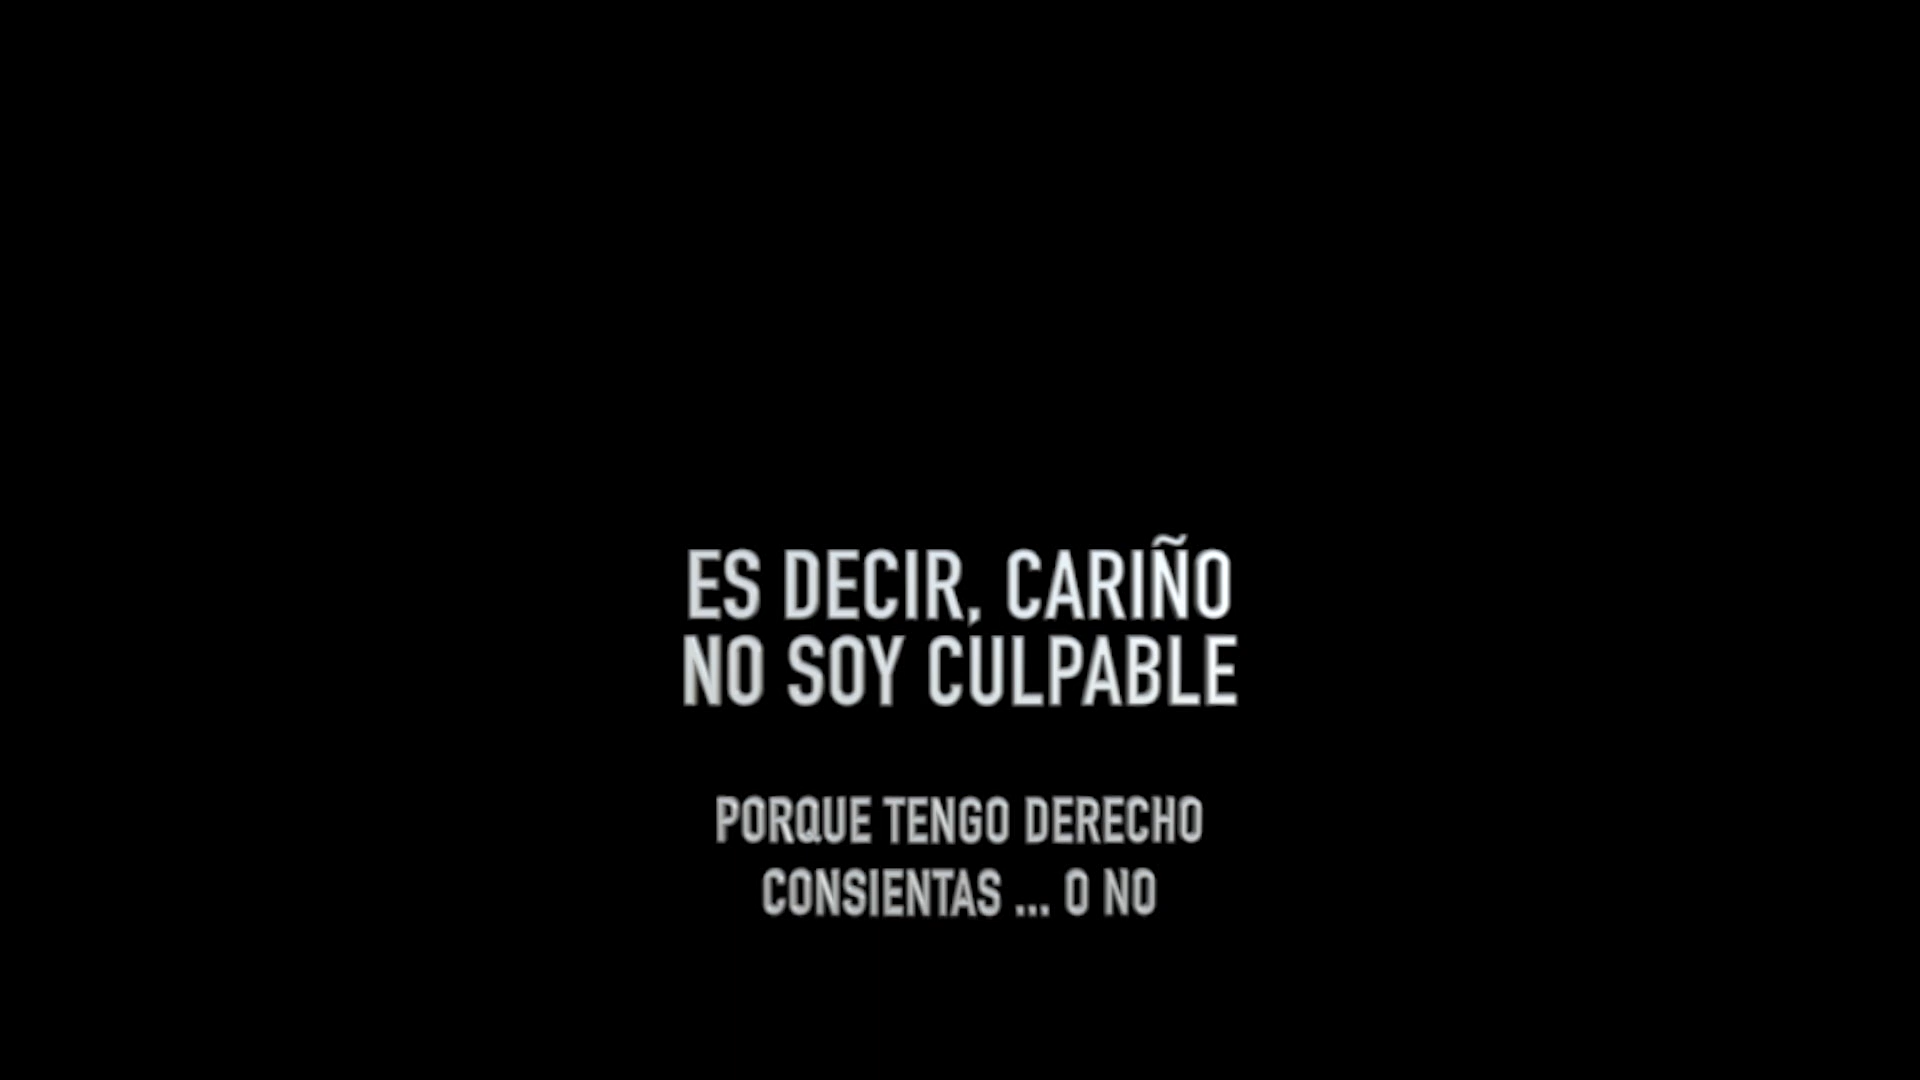 ES DECIR, CARIÑO
NO SOY CULPABLE
PORQUE TENGO DERECHO
CONSIENTAS ... O NO